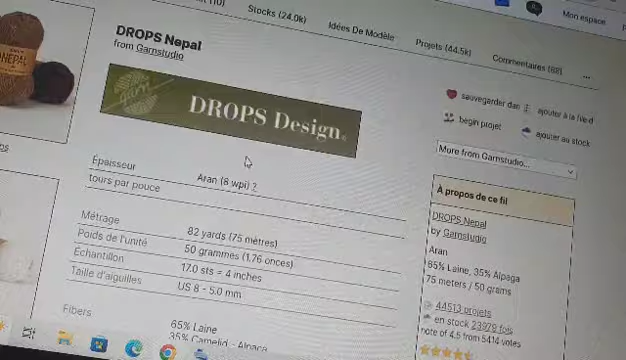 Stocks (24.0k)
Idées De Modèle
Projets (44.5k)
Commentaires
...
Mon espace
NEPAL
DROPS Nepal
from Garnstudio
DROPS Design
Épaisseur
Aran (8 wpi) ?
tours par pouce
Métrage
82 yards (75 mètres)
Poids de l'unité
50 grammes (1.76 onces)
Échantillon
17.0 sts = 4 inches
Taille d'aiguilles
US 8 - 5.0 mm
Fibers
65% Laine
35% Camelid - Alpaca
sauvegarder dan
ajouter à la file d
begin projet
ajouter au stock
More from Garnstudio...
À propos de ce fil
DROPS Nepal
by Garnstudio
Aran
65% Laine, 35% Alpaga
75 meters / 50 grams
44513 projets
en stock 23978 fois
note of 4.5 from 5414 votes